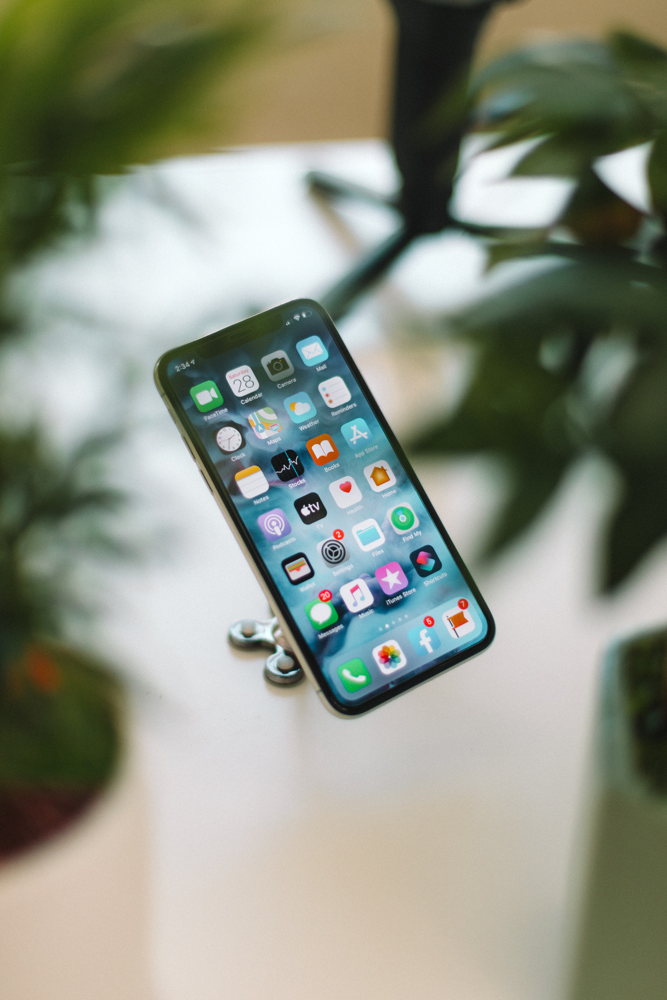 2:34
FaceTime
Saturday
28
Calendar
Camera
Mail
Clock
Maps
Weather
Reminders
Notes
Stocks
Books
App Store
Podcasts
tv
TV
Health
Home
Wallet
2
Settings
Files
Find My
20
Messages
Music
iTunes Store
Shortcuts
5
f
7